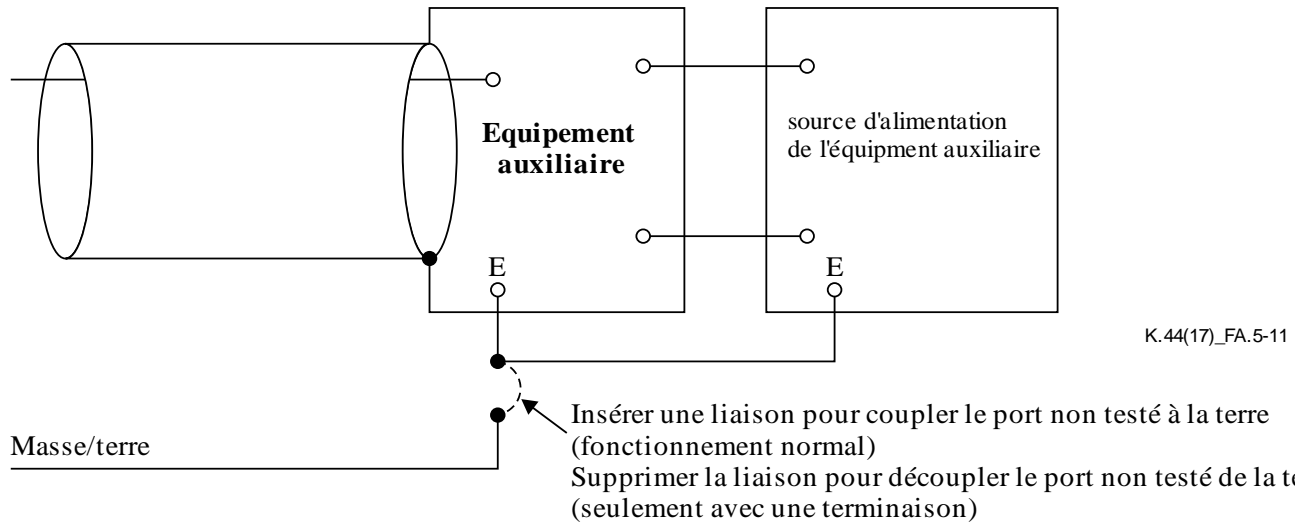 Equipement
auxiliaire
source d'alimentation
de l'équipment auxiliaire
E
E
K.44(17)_FA.5-11
Masse/terre
Insérer une liaison pour coupler le port non testé à la terre
(fonctionnement normal)
Supprimer la liaison pour découpler le port non testé de la
(seulement avec une terminaison)